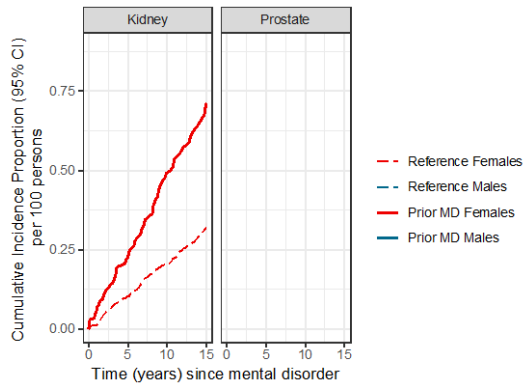 Kidney
Prostate
Cumulative Incidence Proportion (95% CI)
per 100 persons
0.75
0.50
0.25
0.00
0 5 10 15
0 5 10 15
Time (years) since mental disorder
Reference Females
Reference Males
Prior MD Females
Prior MD Males